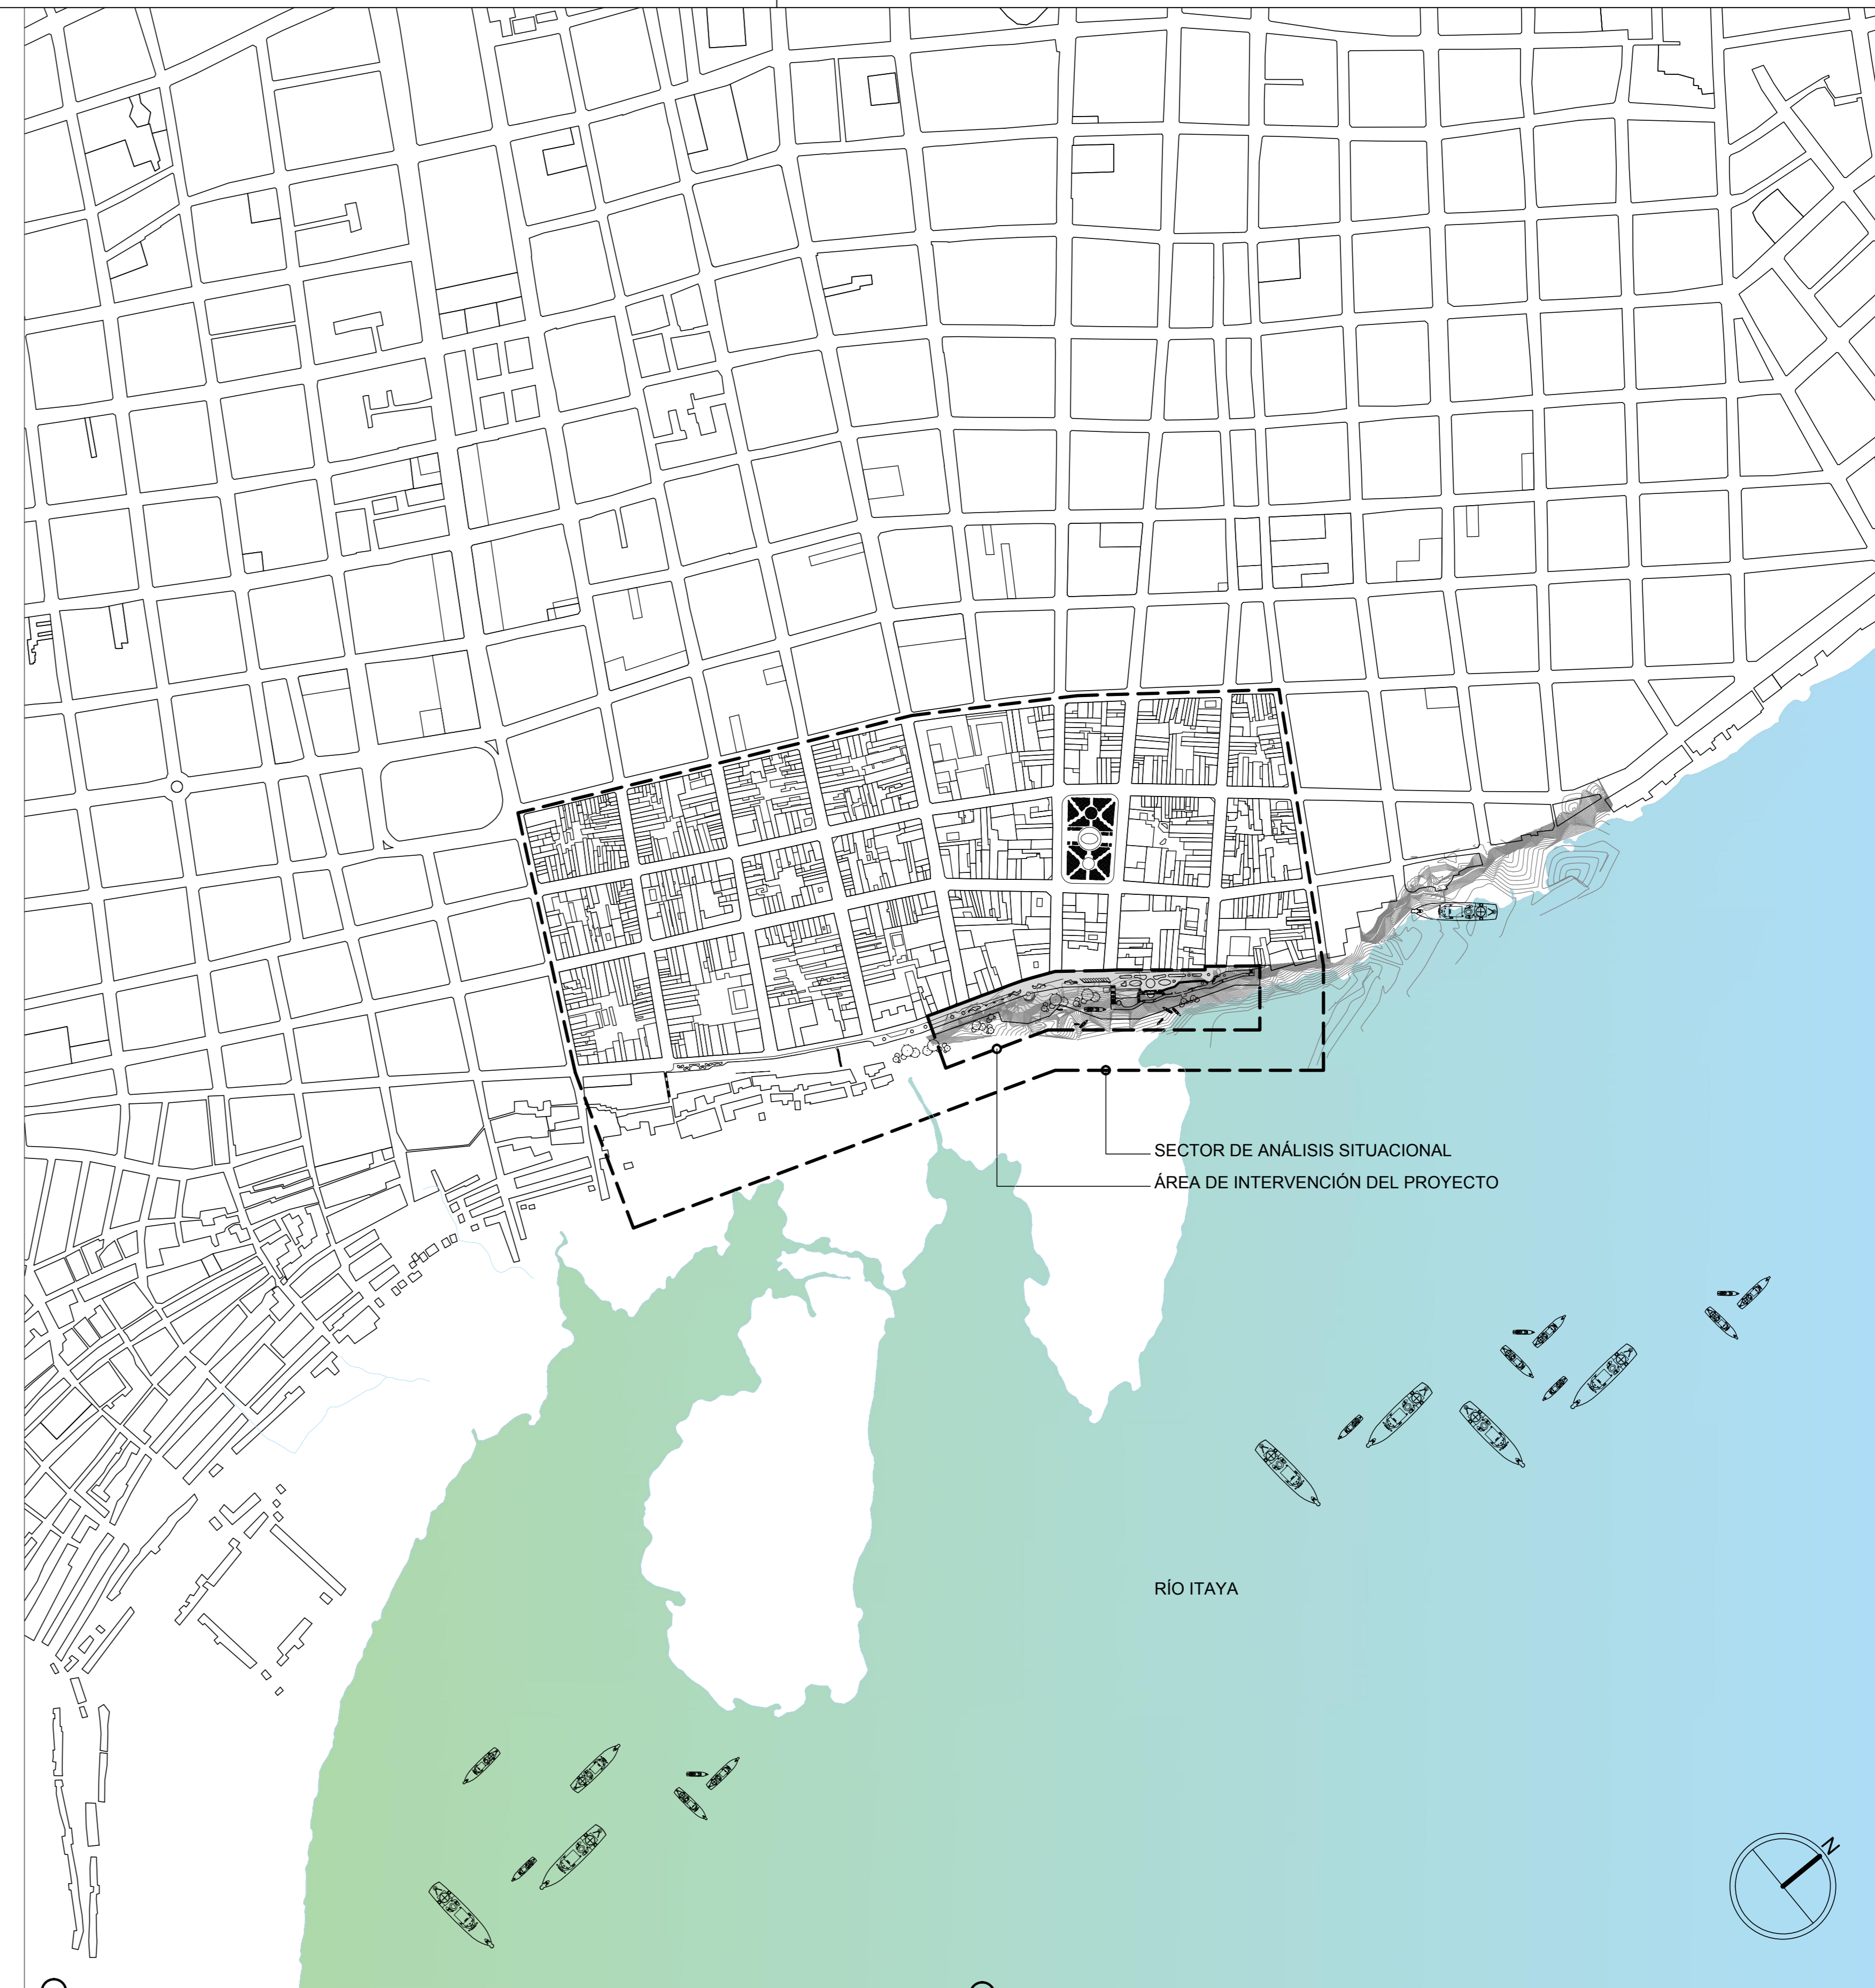 SECTOR DE ANÁLISIS SITUACIONAL
ÁREA DE INTERVENCIÓN DEL PROYECTO
RÍO ITAYA
N